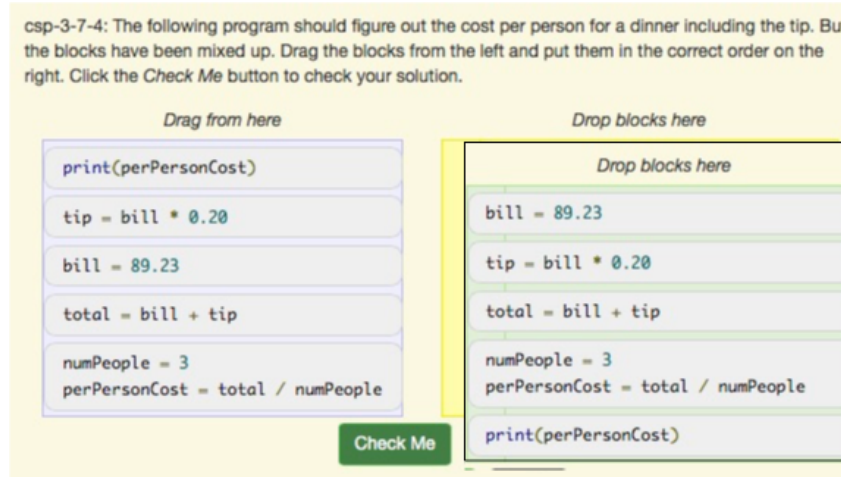 csp-3-7-4: The following program should figure out the cost per person for a dinner including the tip. Bu
the blocks have been mixed up. Drag the blocks from the left and put them in the correct order on the
right. Click the Check Me button to check your solution.
Drag from here
print(perPersonCost)
tip = bill * 0.20
bill = 89.23
total = bill + tip
numPeople = 3
perPersonCost = total / numPeople
Drop blocks here
Drop blocks here
bill = 89.23
tip = bill * 0.20
total = bill + tip
numPeople = 3
perPersonCost = total / numPeople
print(perPersonCost)
Check Me